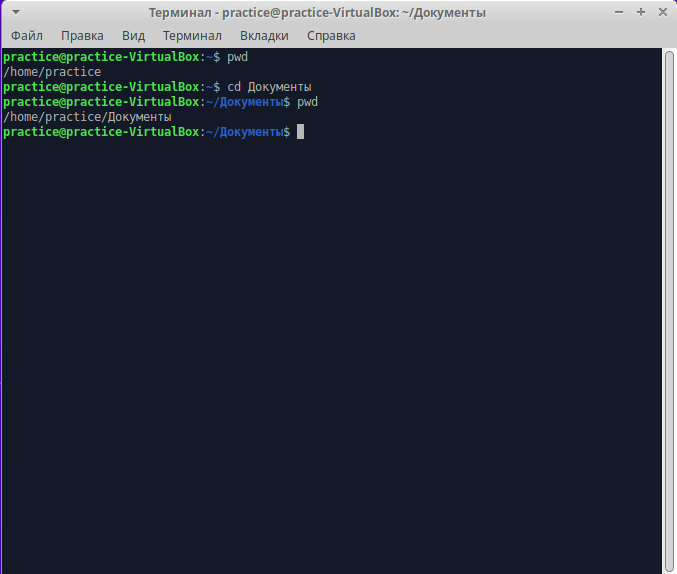 Терминал - practice@practice-VirtualBox: ~/Документы
Файл Правка Вид Терминал Вкладки Справка
practice@practice-VirtualBox:~$ pwd
/home/practice
practice@practice-VirtualBox:~$ cd Документы
practice@practice-VirtualBox:~/Документы$ pwd
/home/practice/Документы
practice@practice-VirtualBox:~/Документы$